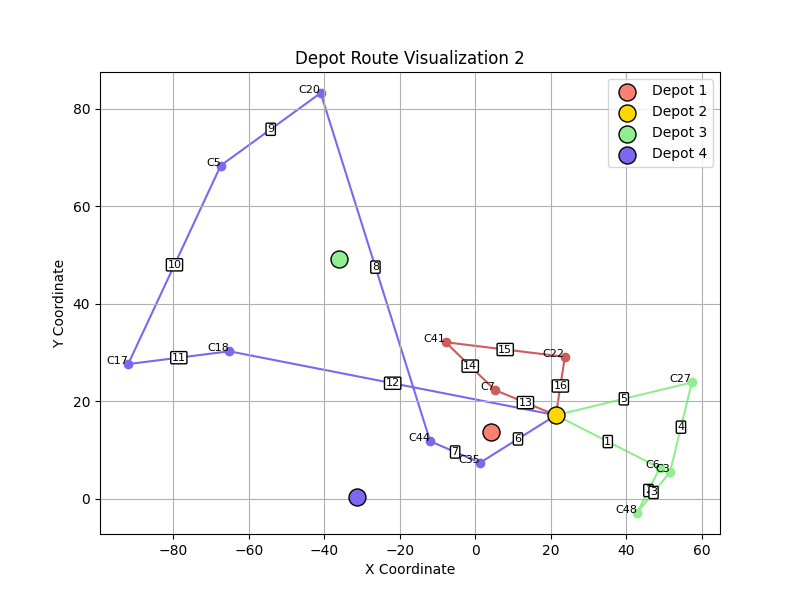 Depot Route Visualization 2
Depot 1
Depot 2
Depot 3
Depot 4
Y Coordinate
80
60
40
20
0
−80
−60
−40
−20
0
20
40
60
X Coordinate
C20
9
C5
10
8
C41
15
C22
C18
C17
11
14
12
C7
16
13
C27
5
4
1
C44
6
7
C35
C6
C3
3
C48